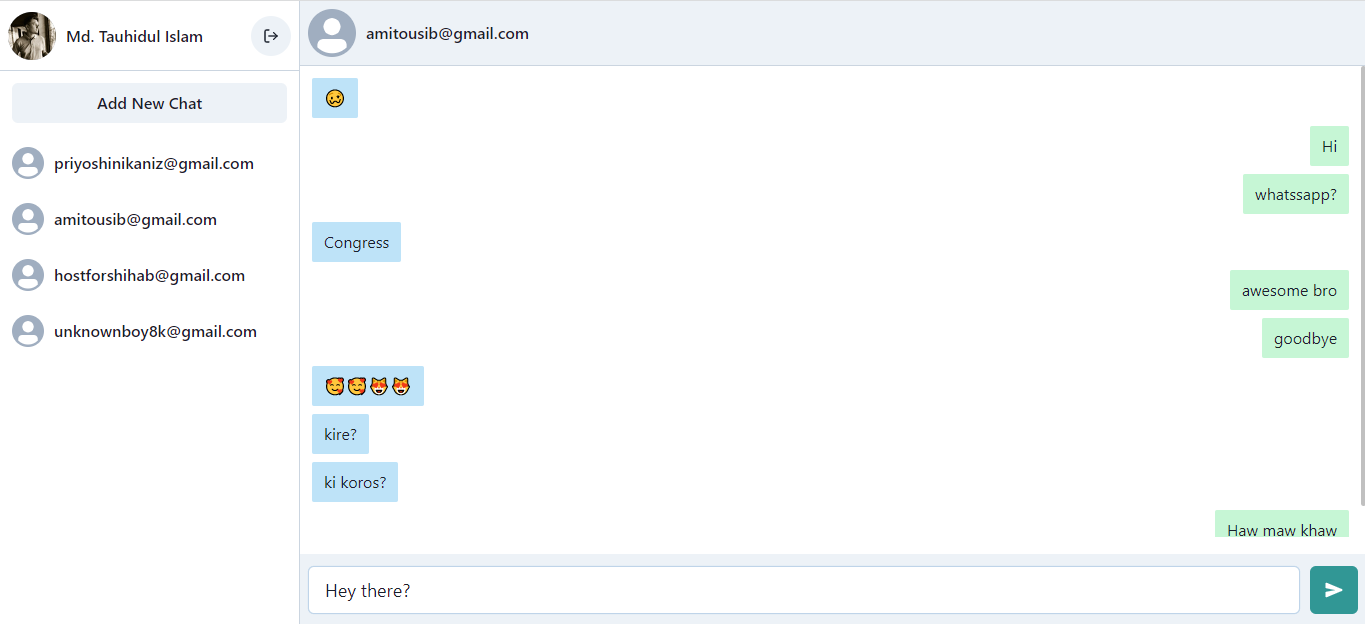 Md. Tauhidul Islam
Add New Chat
priyoshinikaniz@gmail.com
amitousib@gmail.com
hostforshihab@gmail.com
unknownboy8k@gmail.com
amitousib@gmail.com
🥴
Hi
whatssapp?
Congress
awesome bro
goodbye
🥰🥰😻😻
kire?
ki koros?
Haw maw khaw
Hey there?